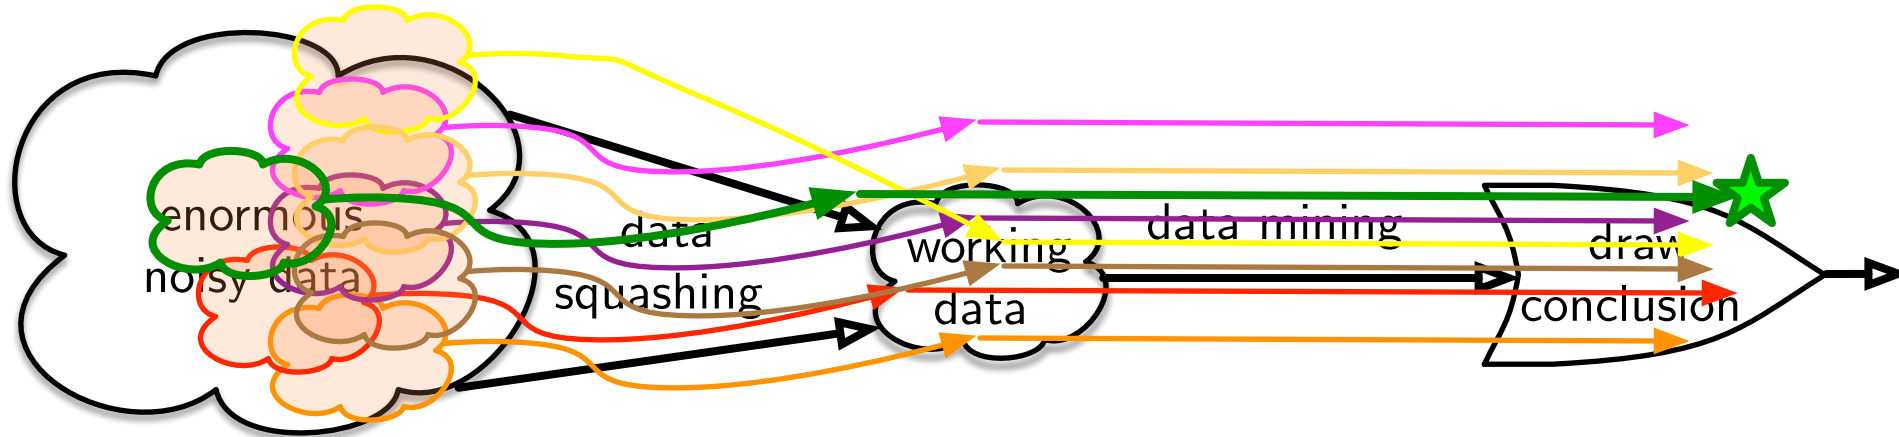 enormous
noisy data
data
squashing
working
data
data mining
draw
conclusion